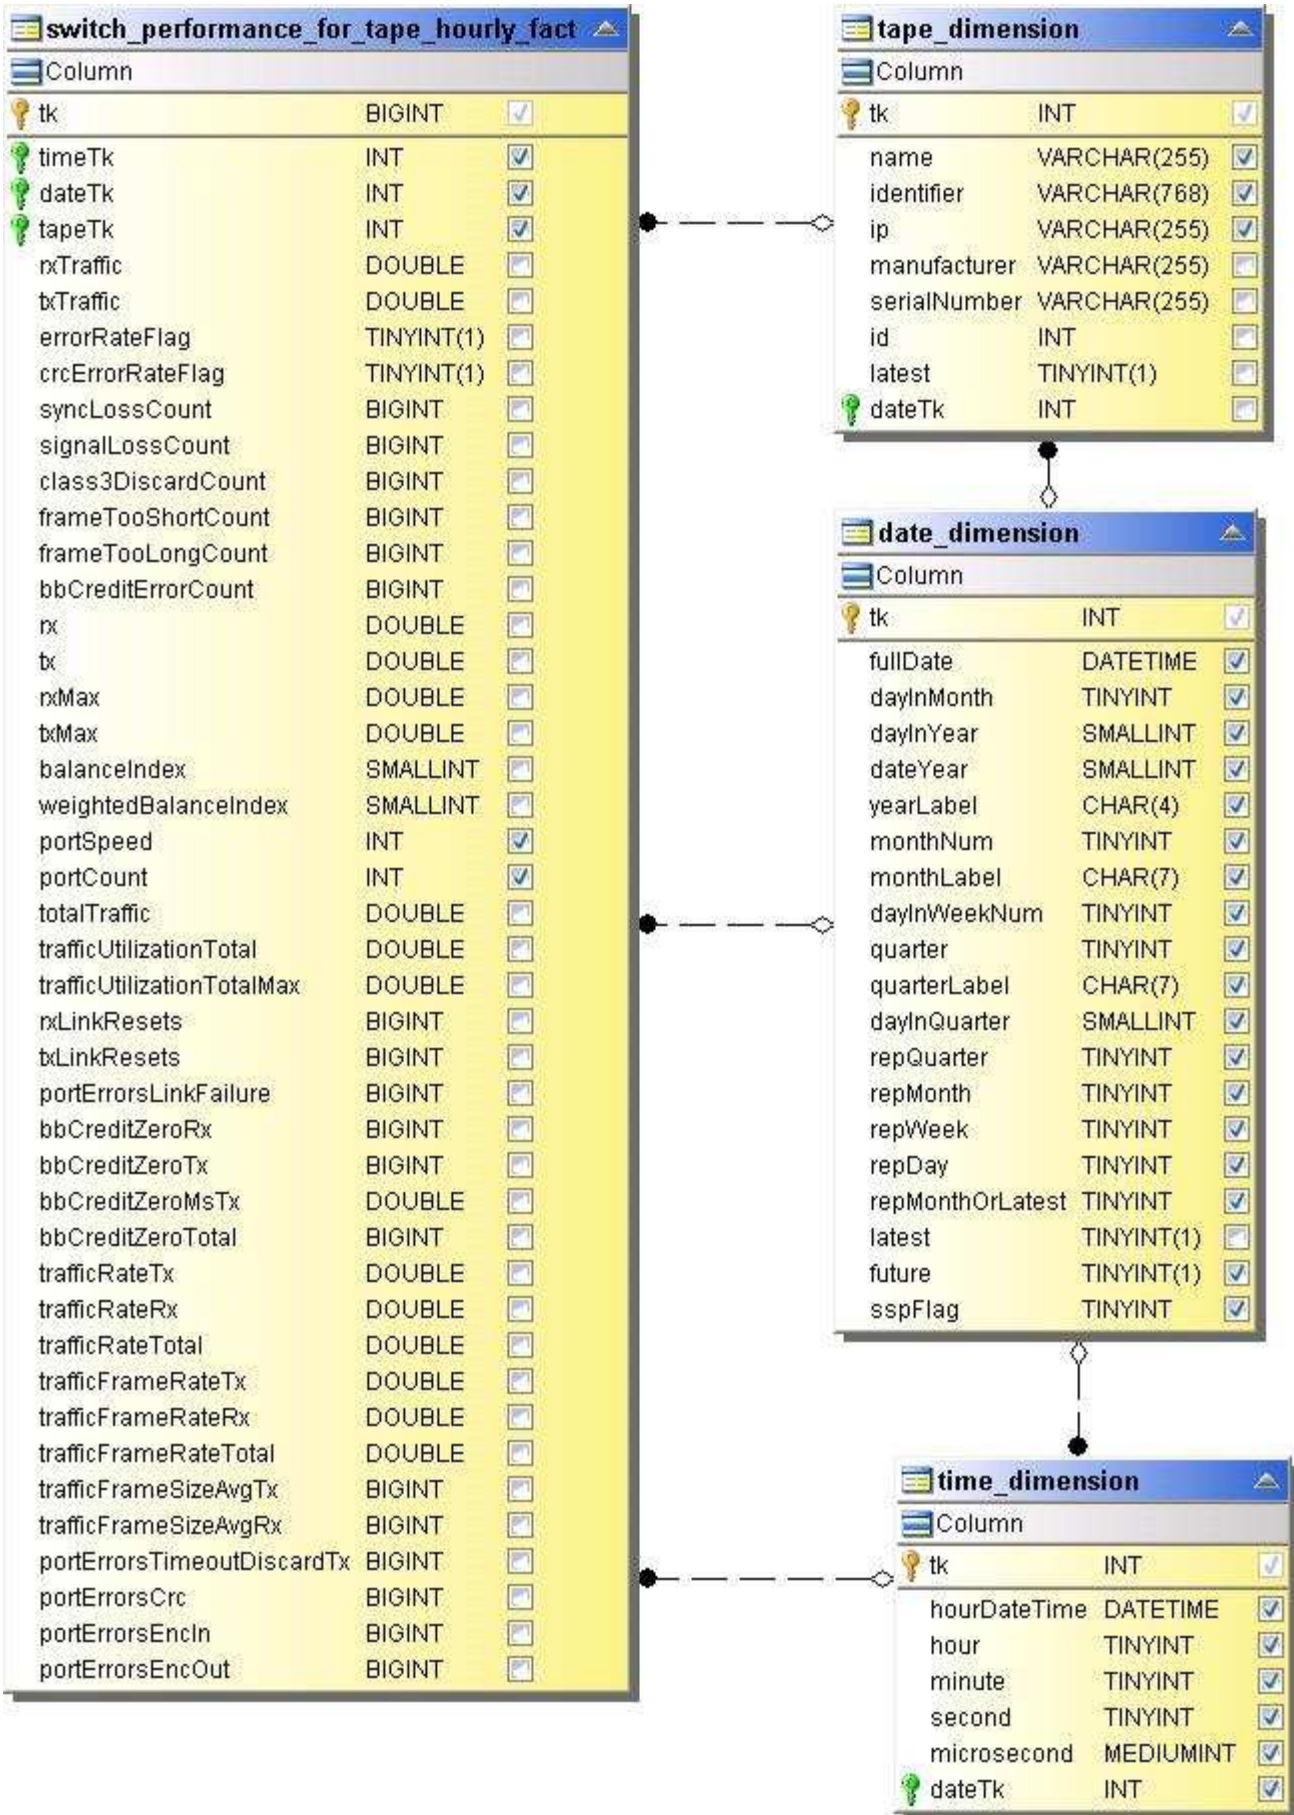 switch_performance_for_tape_hourly_fact
Column
tk BIGINT
timeTk INT
dateTk INT
tapeTk INT
rxTraffic DOUBLE
txTraffic DOUBLE
errorRateFlag TINYINT(1)
crcErrorRateFlag TINYINT(1)
syncLossCount BIGINT
signalLossCount BIGINT
class3DiscardCount BIGINT
frameTooShortCount BIGINT
frameTooLongCount BIGINT
bbCreditErrorCount BIGINT
rx DOUBLE
tx DOUBLE
rxMax DOUBLE
txMax DOUBLE
balanceIndex SMALLINT
weightedBalanceIndex SMALLINT
portSpeed INT
portCount INT
totalTraffic DOUBLE
trafficUtilizationTotal DOUBLE
trafficUtilizationTotalMax DOUBLE
rxLinkResets BIGINT
txLinkResets BIGINT
portErrorsLinkFailure BIGINT
bbCreditZeroRx BIGINT
bbCreditZeroTx BIGINT
bbCreditZeroMsTx DOUBLE
bbCreditZeroTotal BIGINT
trafficRateTx DOUBLE
trafficRateRx DOUBLE
trafficRateTotal DOUBLE
trafficFrameRateTx DOUBLE
trafficFrameRateRx DOUBLE
trafficFrameRateTotal DOUBLE
trafficFrameSizeAvgTx BIGINT
trafficFrameSizeAvgRx BIGINT
portErrorsTimeoutDiscardTx BIGINT
portErrorsCrc BIGINT
portErrorsEncIn BIGINT
portErrorsEncOut BIGINT
tape_dimension
Column
tk INT
name VARCHAR(255)
identifier VARCHAR(768)
ip VARCHAR(255)
manufacturer VARCHAR(255)
serialNumber VARCHAR(255)
id INT
latest TINYINT(1)
dateTk INT
date_dimension
Column
tk INT
fullDate DATETIME
dayInMonth TINYINT
dayInYear SMALLINT
dateYear SMALLINT
yearLabel CHAR(4)
monthNum TINYINT
monthLabel CHAR(7)
dayInWeekNum TINYINT
quarter TINYINT
quarterLabel CHAR(7)
dayInQuarter SMALLINT
repQuarter TINYINT
repMonth TINYINT
repWeek TINYINT
repDay TINYINT
repMonthOrLatest TINYINT
latest TINYINT(1)
future TINYINT(1)
sspFlag TINYINT
time_dimension
Column
tk INT
hourDateTime DATETIME
hour TINYINT
minute TINYINT
second TINYINT
microsecond MEDIUMINT
dateTk INT